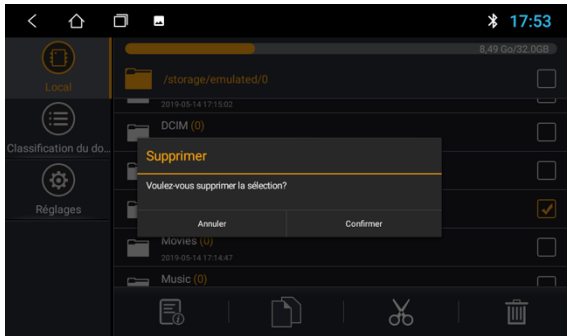 17:53
8,49 Go/32.0GB
Local
/storage/emulated/0
2019-05-14 17:15:02
DCIM (0)
Classification du do...
Supprimer
Voulez-vous supprimer la sélection?
Réglages
Annuler
Confirmer
Movies (0)
2019-05-14 17:14:47
Music (0)